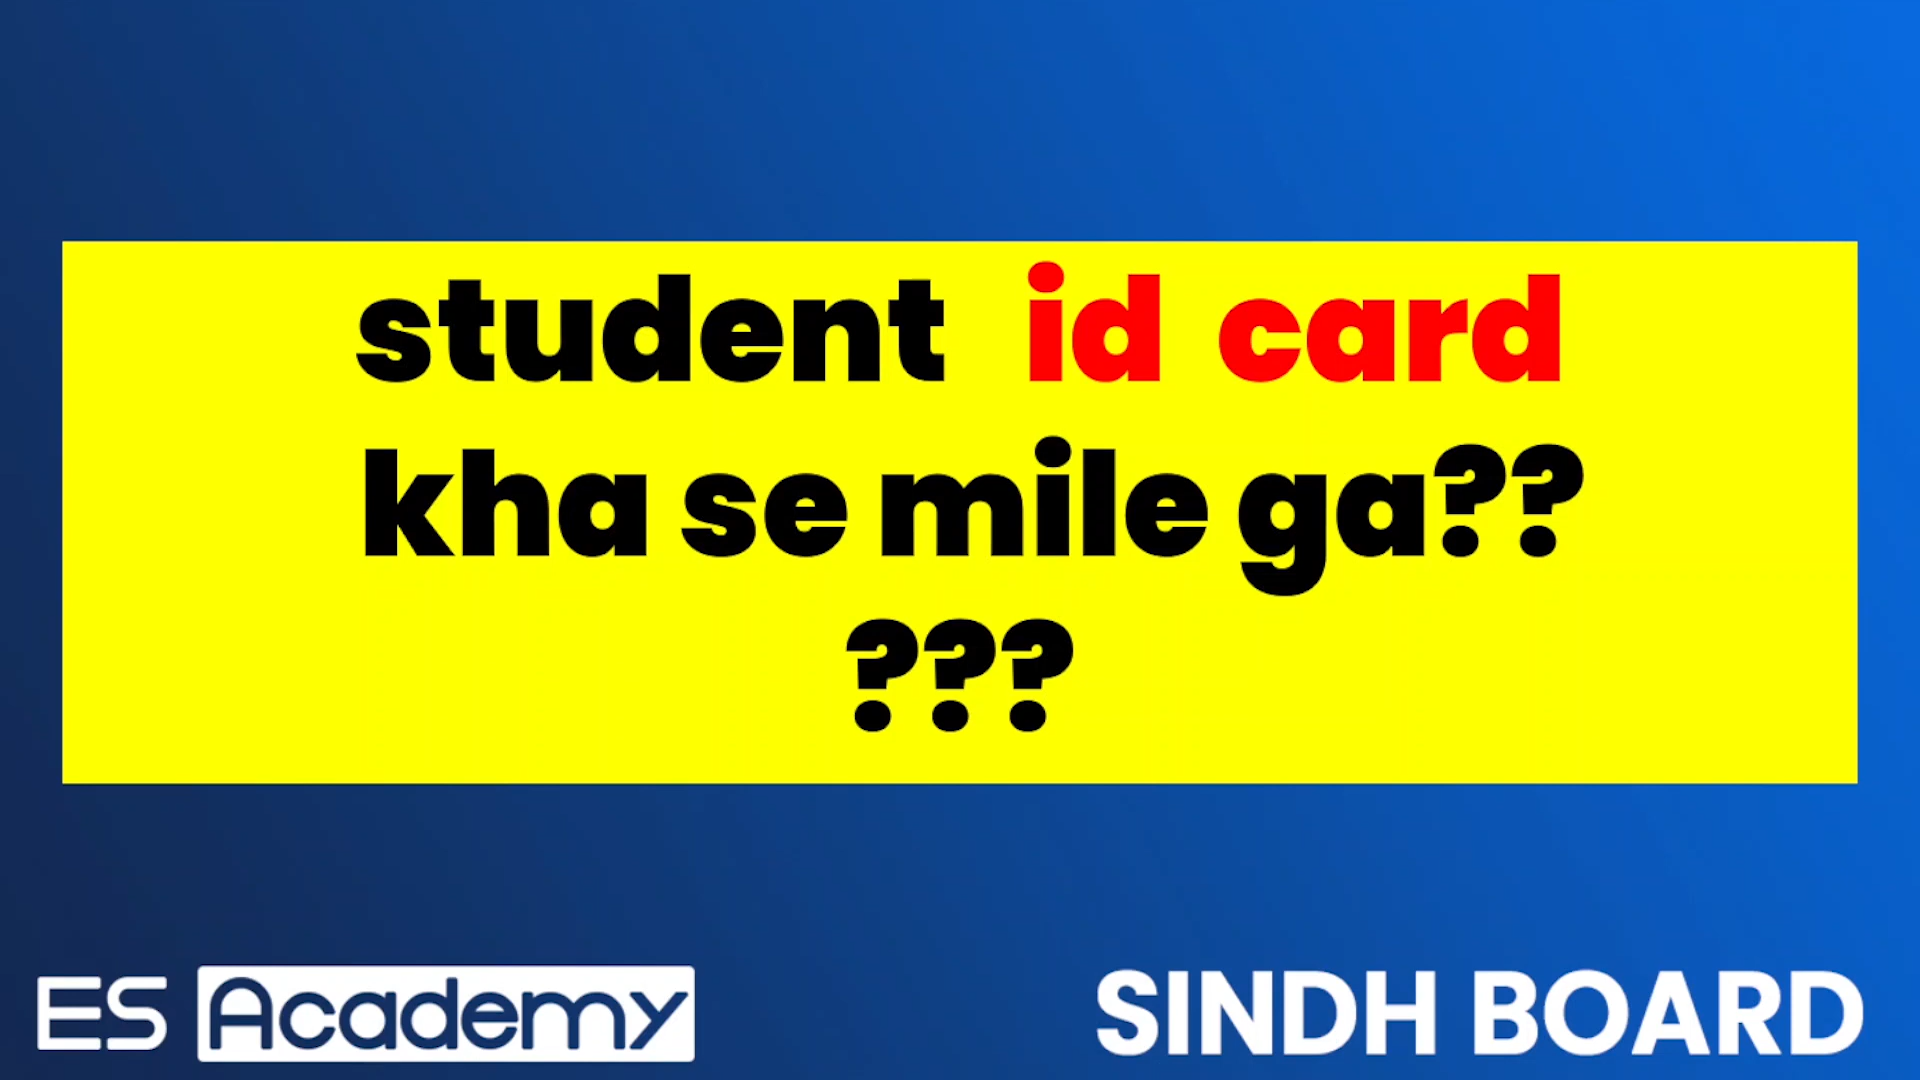 student id card
kha se mile ga??
???
ES Academy
SINDH BOARD